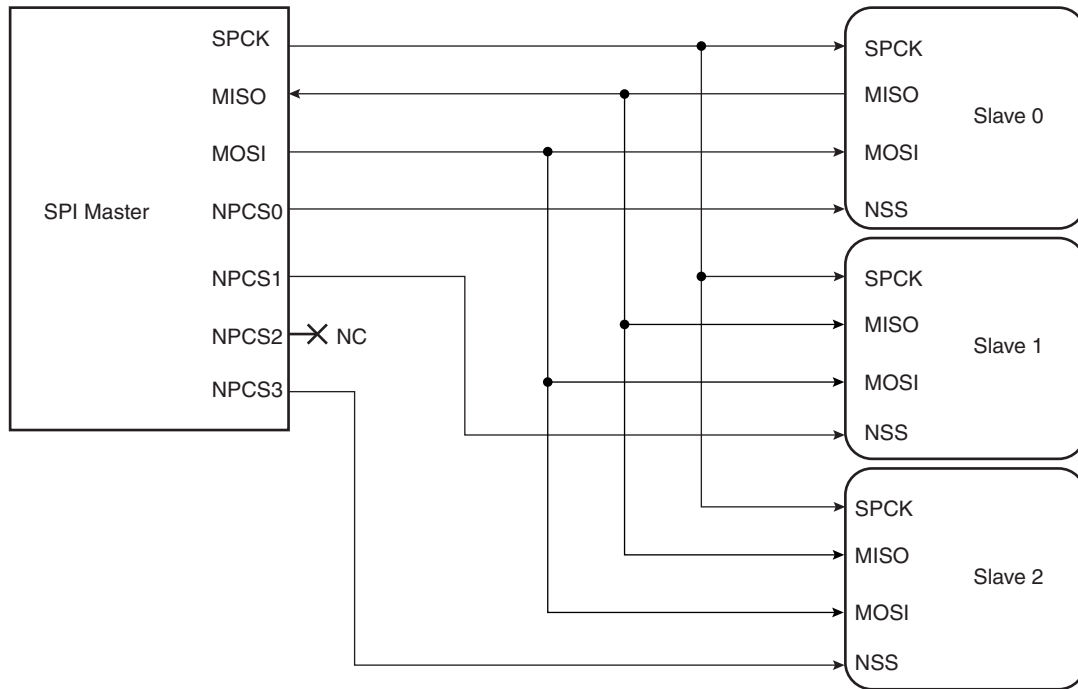 SPI Master
SPCK
MISO
MOSI
NPCS0
NPCS1
NPCS2
NC
NPCS3
SPCK
MISO
Slave 0
MOSI
NSS
SPCK
MISO
Slave 1
MOSI
NSS
SPCK
MISO
Slave 2
MOSI
NSS